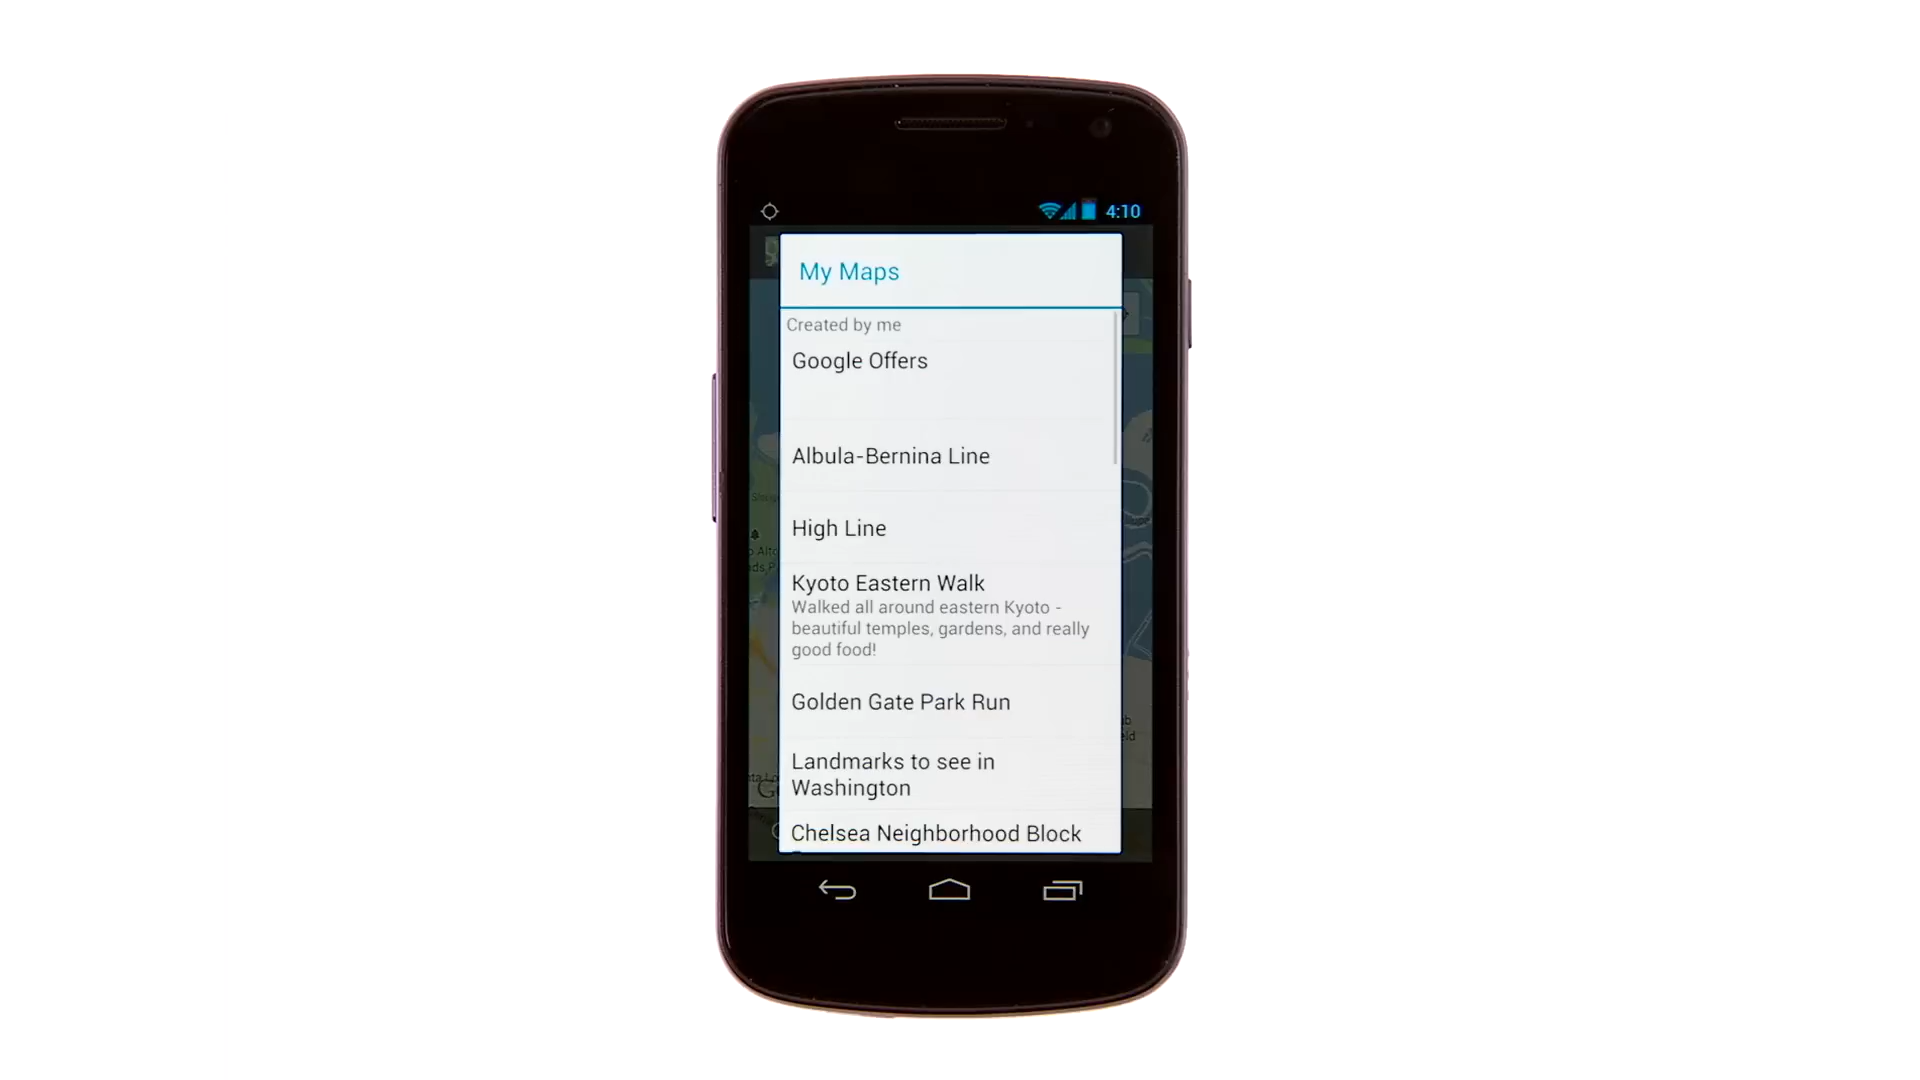 4:10
My Maps
Created by me
Google Offers
Albula-Bernina Line
High Line
Kyoto Eastern Walk
Walked all around eastern Kyoto -
beautiful temples, gardens, and really
good food!
Golden Gate Park Run
Landmarks to see in
Washington
Chelsea Neighborhood Block